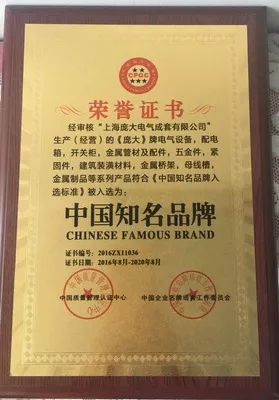 CPGC
荣誉证书
经审核“上海庞大电气成套有限公司”
生产（经营）的《庞大》牌电气设备，配电
箱，开关柜，金属管材及配件，五金件，紧
固件，建筑装潢材料，金属桥架，母线槽，
金属制品等系列产品符合《中国知名品牌入
选标准》被入选为：
中国知名品牌
CHINESE FAMOUS BRAND
证书编号：2016ZX11036
证书日期：2016年8月-2020年8月
中国质量管理认证中心
中国企业名牌培育工作委员会